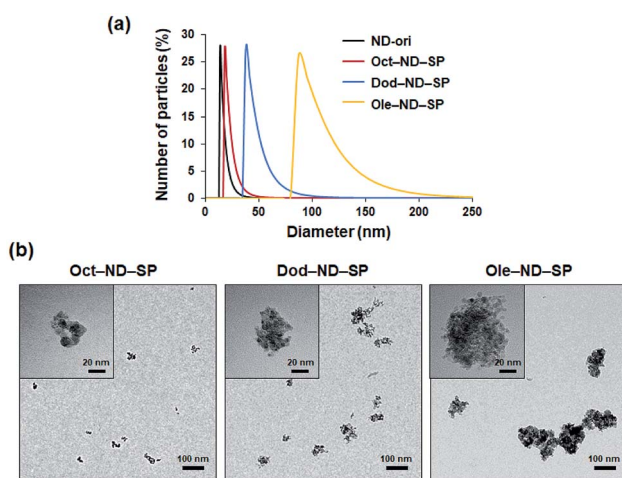 (a)
30
25
20
15
10
5
0
Number of particles (%)
ND-ori
Oct–ND–SP
Dod–ND–SP
Ole–ND–SP
0 50 100 150 200 250
Diameter (nm)
(b)
Oct–ND–SP Dod–ND–SP Ole–ND–SP
20 nm 20 nm 20 nm
100 nm 100 nm 100 nm